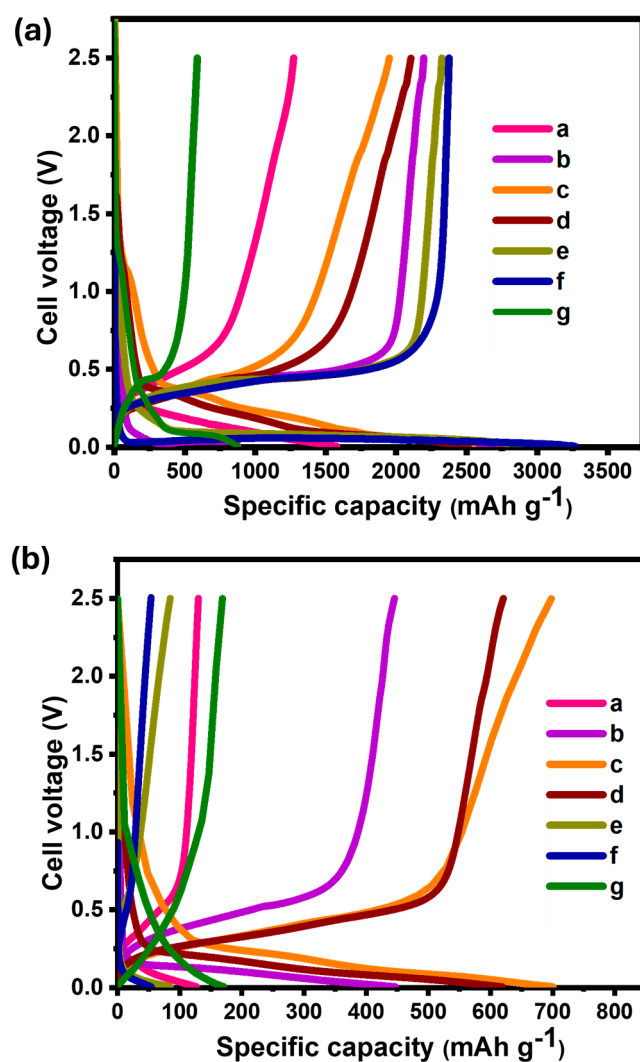 (a)
2.5
2.0
1.5
1.0
0.5
0.0
Cell voltage (V)
a
b
c
d
e
f
g
0 500 1000 1500 2000 2500 3000 3500
Specific capacity (mAh g⁻¹)
(b)
2.5
2.0
1.5
1.0
0.5
0.0
Cell voltage (V)
a
b
c
d
e
f
g
0 100 200 300 400 500 600 700 800
Specific capacity (mAh g⁻¹)